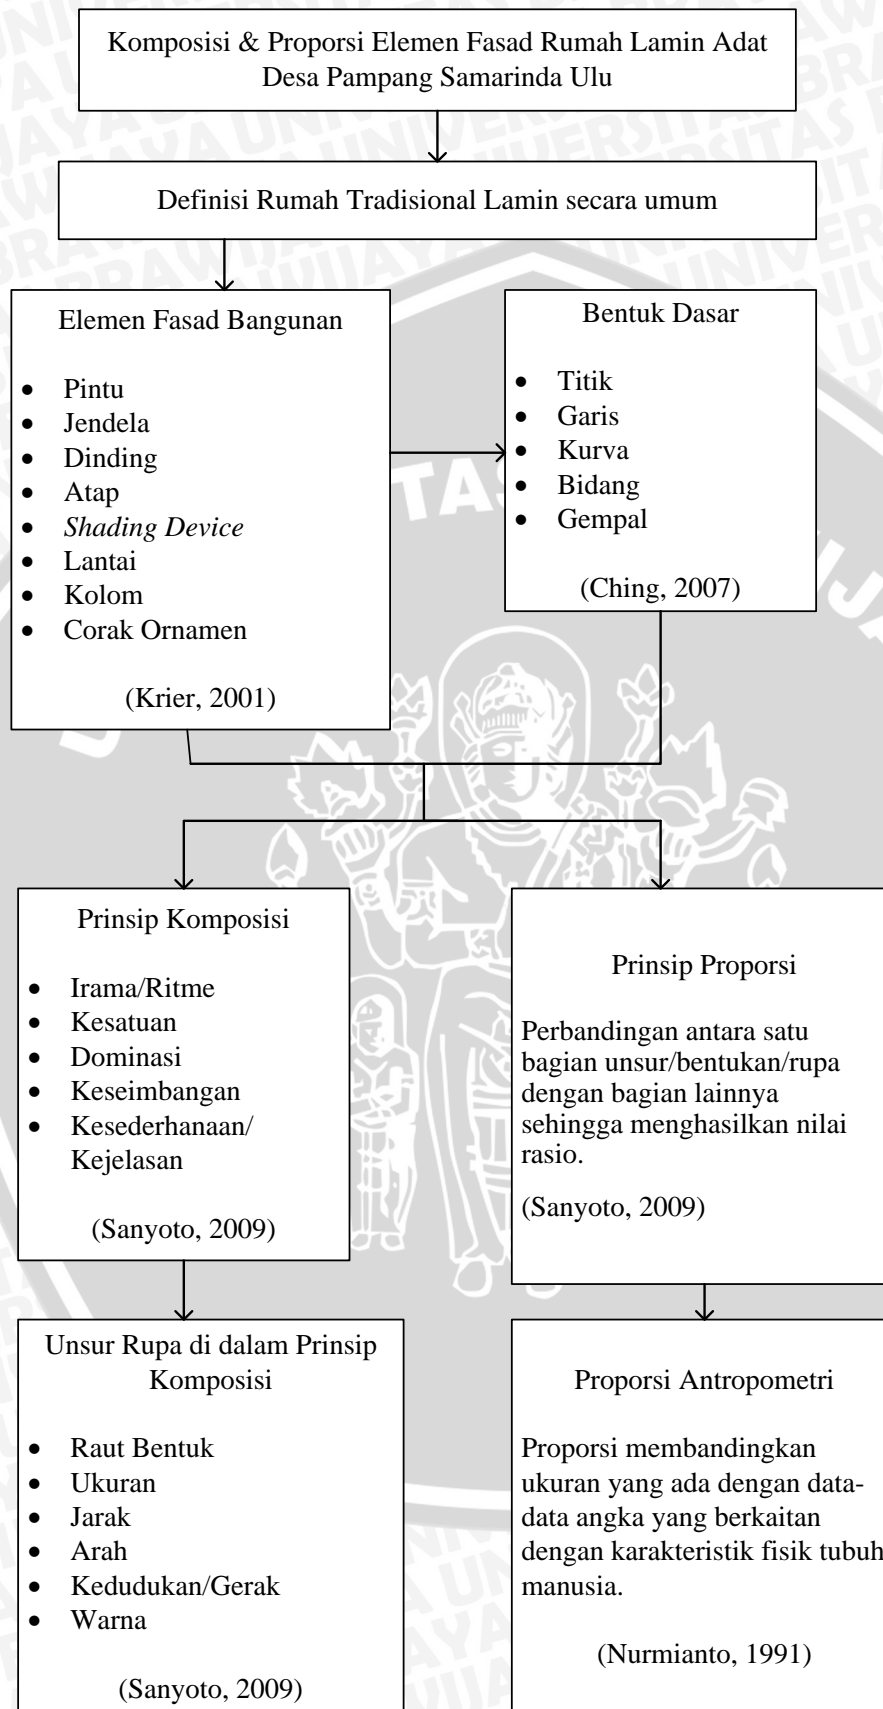 Komposisi & Proporsi Elemen Fasad Rumah Lamin Adat
Desa Pampang Samarinda Ulu
Definisi Rumah Tradisional Lamin secara umum
Elemen Fasad Bangunan
• Pintu
• Jendela
• Dinding
• Atap
• Shading Device
• Lantai
• Kolom
• Corak Ornamen
(Krier, 2001)
Bentuk Dasar
• Titik
• Garis
• Kurva
• Bidang
• Gempal
(Ching, 2007)
Prinsip Komposisi
• Irama/Ritme
• Kesatuan
• Dominasi
• Keseimbangan
• Kesederhanaan/
Kejelasan
(Sanyoto, 2009)
Prinsip Proporsi
Perbandingan antara satu
bagian unsur/bentukan/rupa
dengan bagian lainnya
sehingga menghasilkan nilai
rasio.
(Sanyoto, 2009)
Unsur Rupa di dalam Prinsip
Komposisi
• Raut Bentuk
• Ukuran
• Jarak
• Arah
• Kedudukan/Gerak
• Warna
(Sanyoto, 2009)
Proporsi Antropometri
Proporsi membandingkan
ukuran yang ada dengan data-
data angka yang berkaitan
dengan karakteristik fisik tubuh
manusia.
(Nurmianto, 1991)